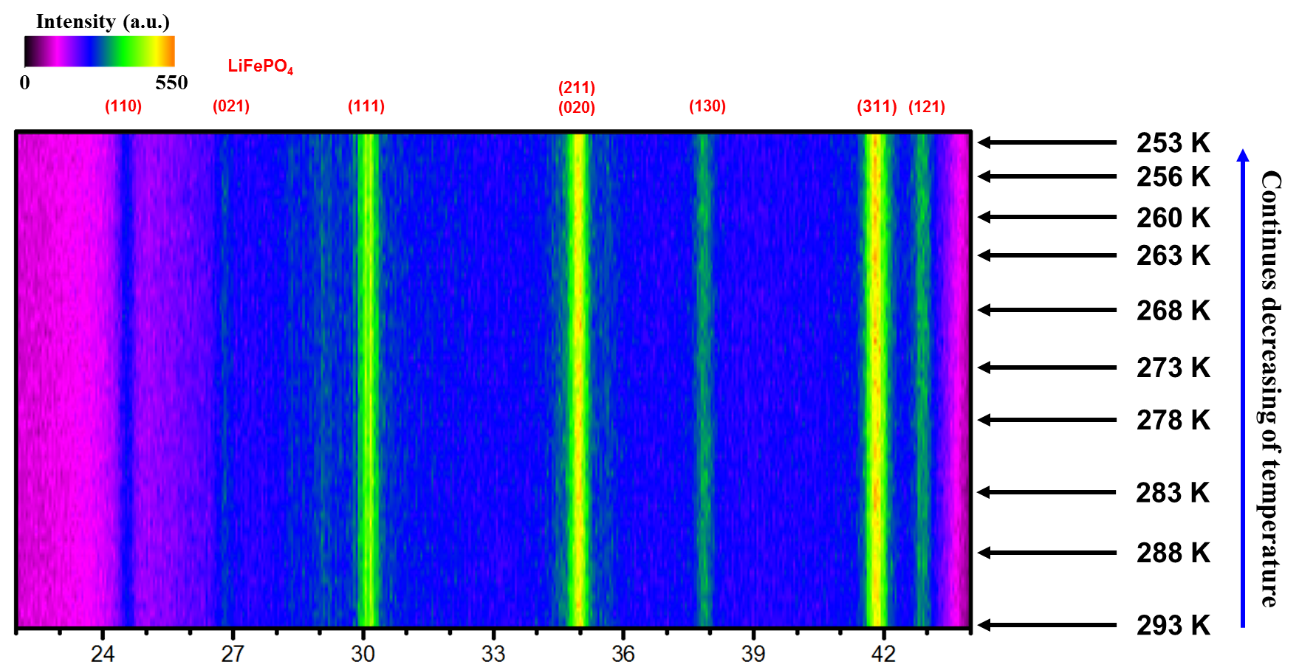 Intensity (a.u.)
0 550
LiFePO₄
(110) (021) (111) (211) (020) (130) (311) (121)
253 K
256 K
260 K
263 K
268 K
273 K
278 K
283 K
288 K
293 K
Continues decreasing of temperature
24 27 30 33 36 39 42